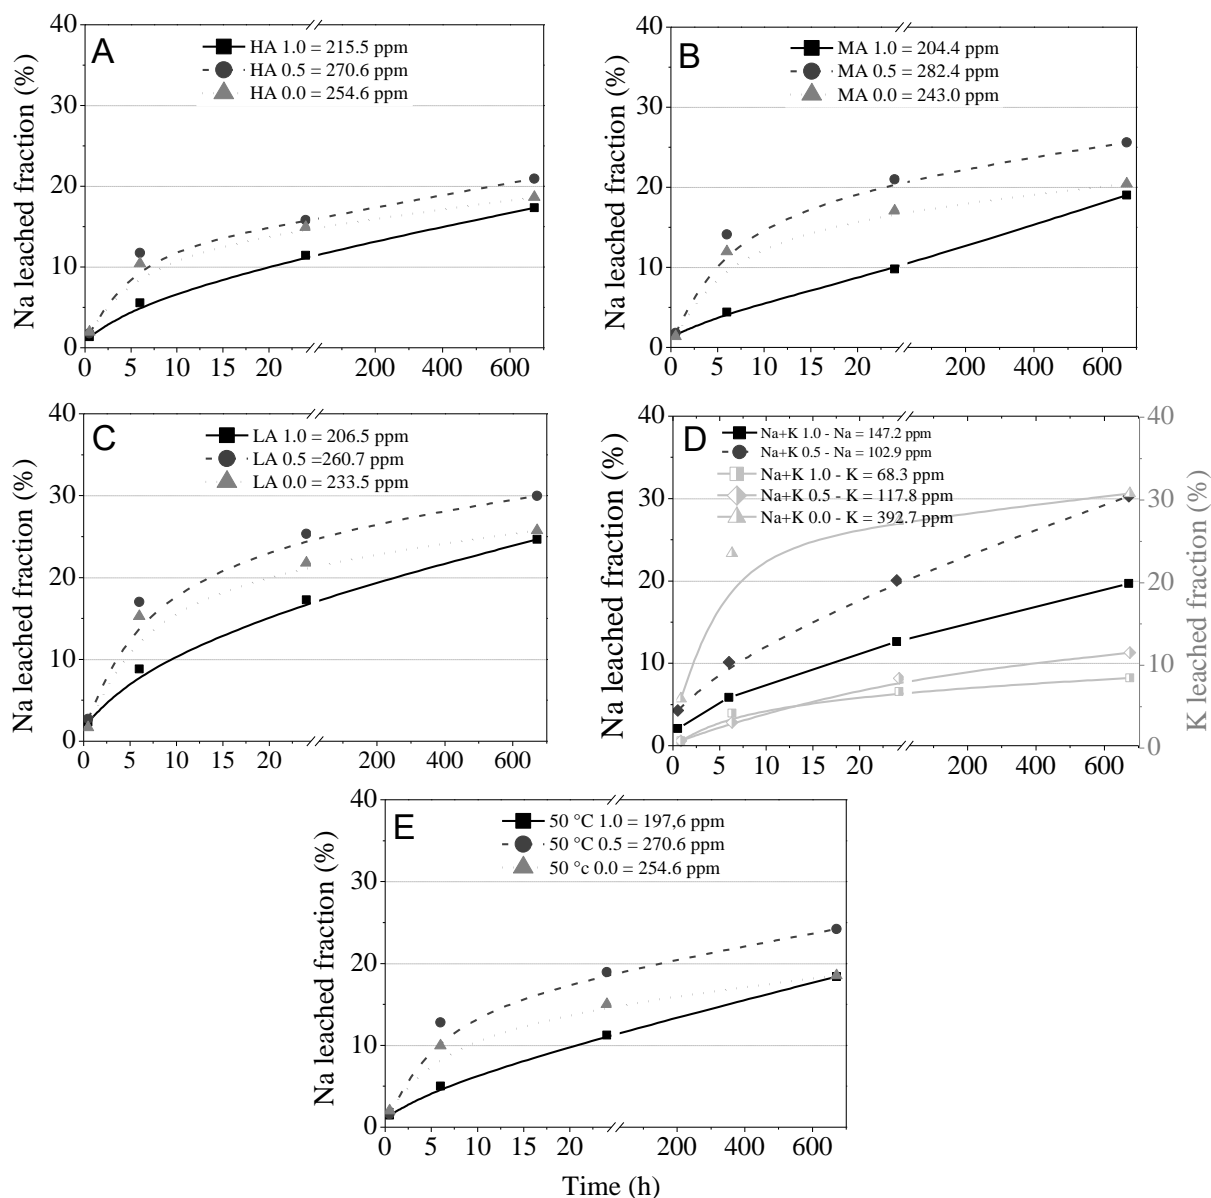 A
HA 1.0 = 215.5 ppm
HA 0.5 = 270.6 ppm
HA 0.0 = 254.6 ppm
Na leached fraction (%)
40
30
20
10
0
0 5 10 15 20 200 400 600
B
MA 1.0 = 204.4 ppm
MA 0.5 = 282.4 ppm
MA 0.0 = 243.0 ppm
Na leached fraction (%)
40
30
20
10
0
0 5 10 15 20 200 400 600
C
LA 1.0 = 206.5 ppm
LA 0.5 =260.7 ppm
LA 0.0 = 233.5 ppm
Na leached fraction (%)
40
30
20
10
0
0 5 10 15 20 200 400 600
D
Na+K 1.0 - Na = 147.2 ppm
Na+K 0.5 - Na = 102.9 ppm
Na+K 1.0 - K = 68.3 ppm
Na+K 0.5 - K = 117.8 ppm
Na+K 0.0 - K = 392.7 ppm
Na leached fraction (%)
40
30
20
10
0
0 5 10 15 20 200 400 600
40
30
20
10
0
K leached fraction (%)
E
50 °C 1.0 = 197,6 ppm
50 °C 0.5 = 270.6 ppm
50 °c 0.0 = 254.6 ppm
Na leached fraction (%)
40
30
20
10
0
0 5 10 15 20 200 400 600
Time (h)